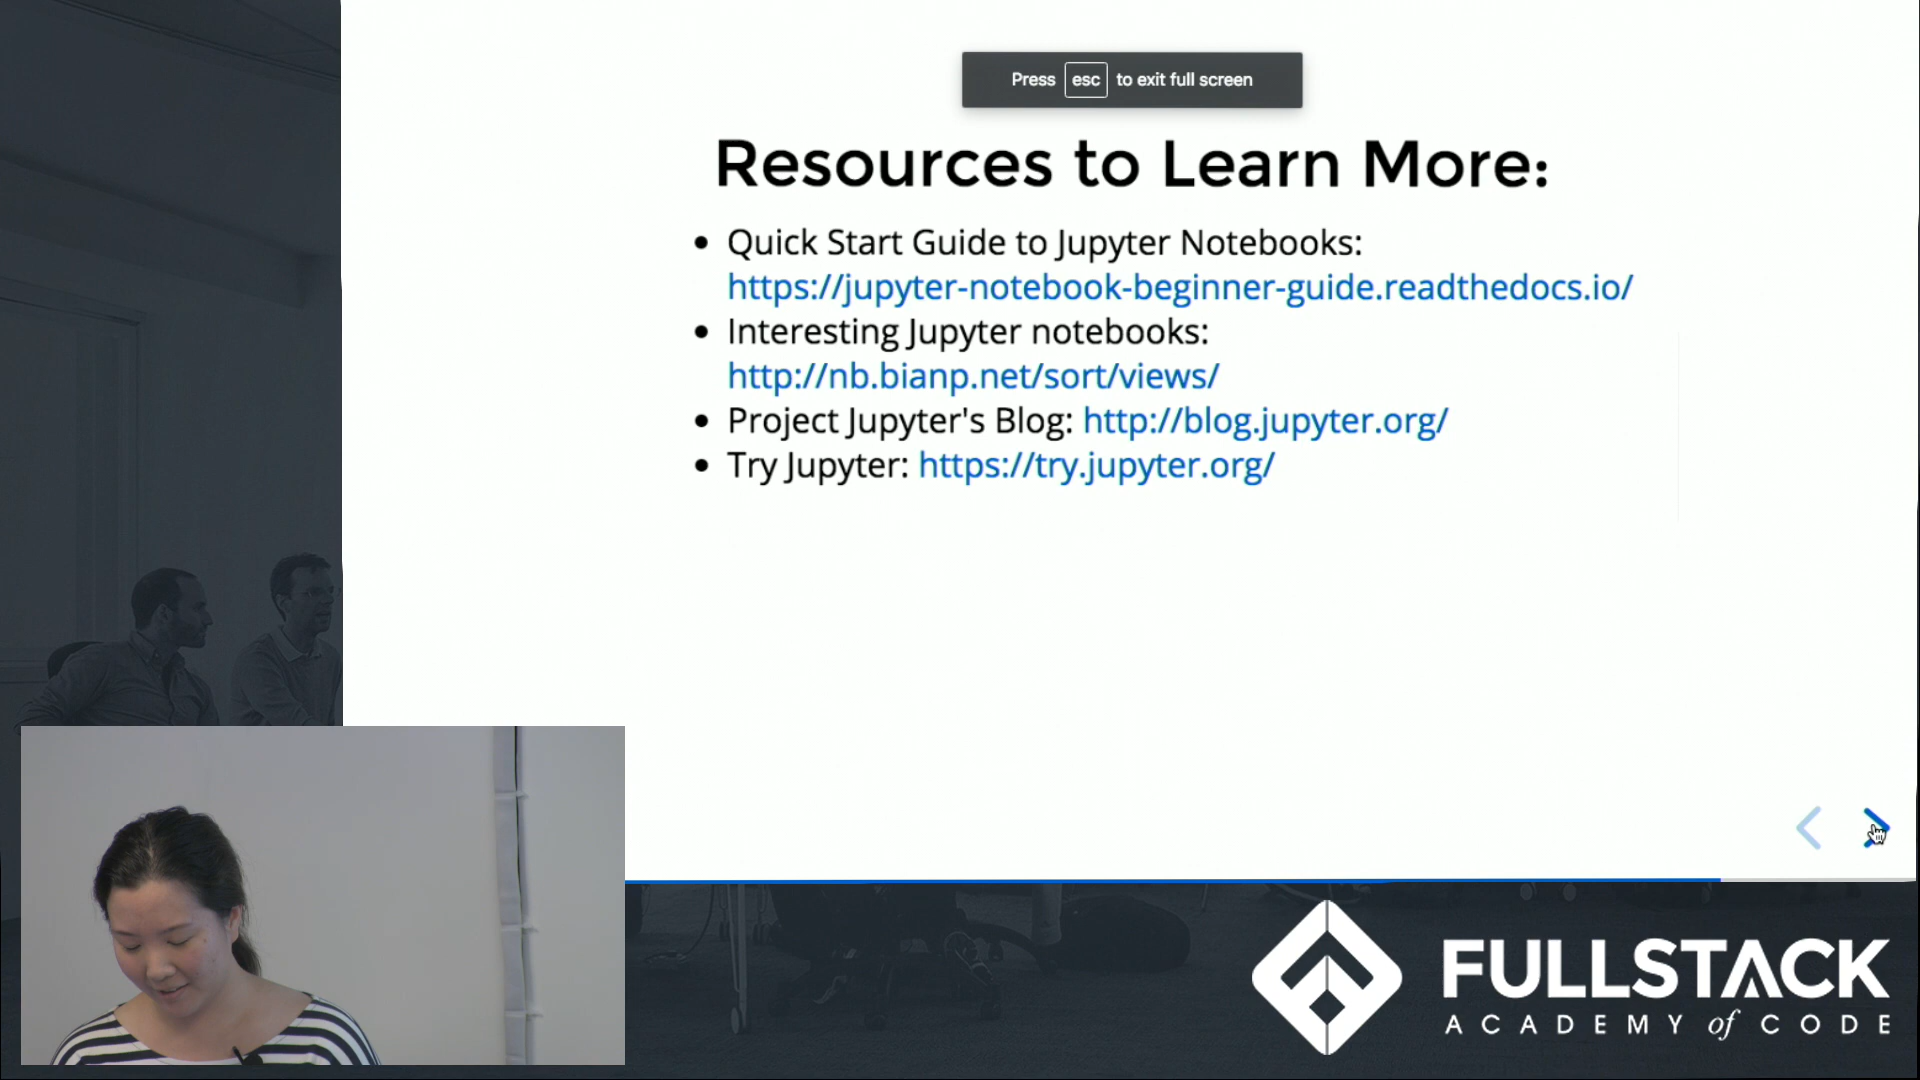 Press esc to exit full screen
Resources to Learn More:
• Quick Start Guide to Jupyter Notebooks:
https://jupyter-notebook-beginner-guide.readthedocs.io/
• Interesting Jupyter notebooks:
http://nb.bianp.net/sort/views/
• Project Jupyter's Blog: http://blog.jupyter.org/
• Try Jupyter: https://try.jupyter.org/
FULLSTACK
ACADEMY of CODE